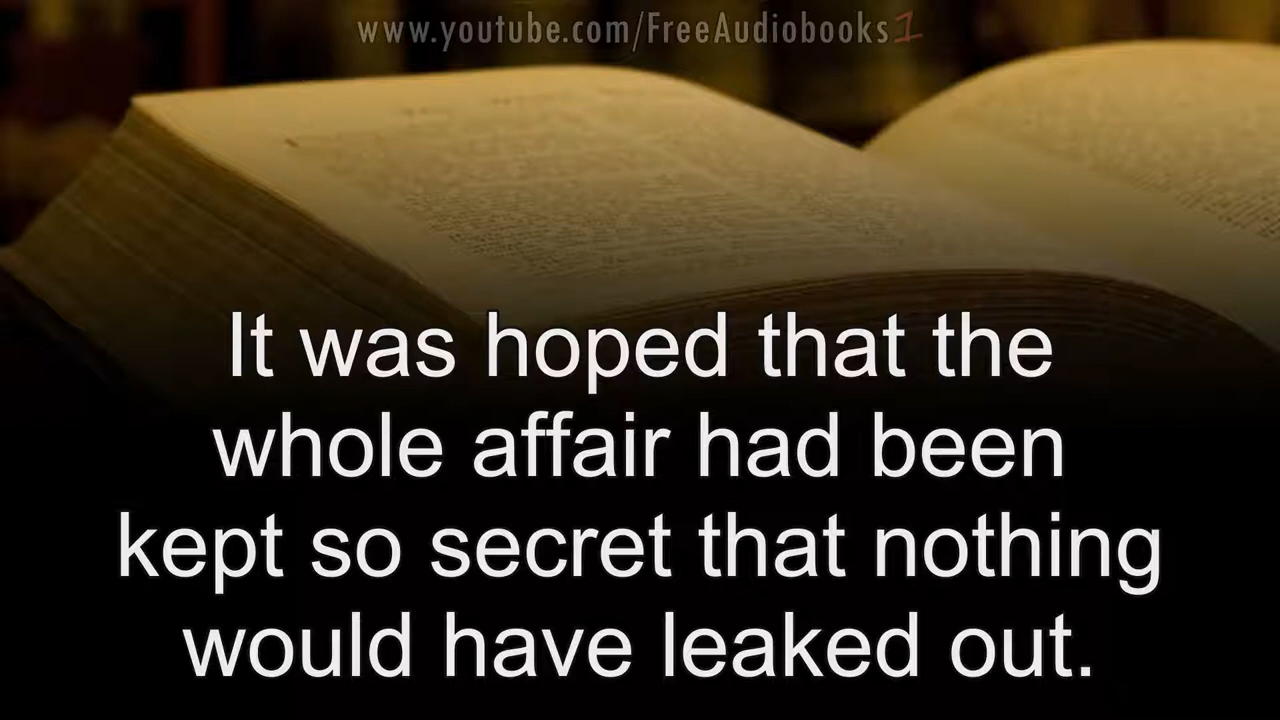 www.youtube.com/FreeAudiobooks1
It was hoped that the
whole affair had been
kept so secret that nothing
would have leaked out.